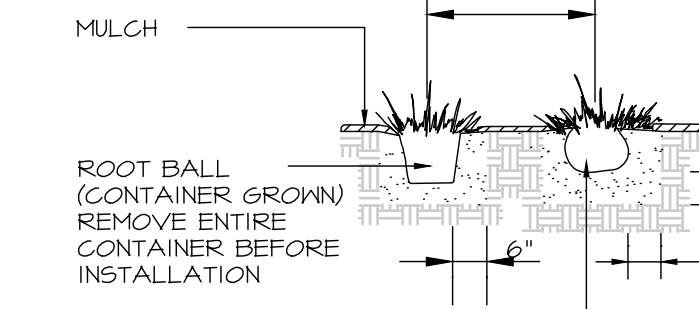 MULCH
ROOT BALL
(CONTAINER GROWN)
REMOVE ENTIRE
CONTAINER BEFORE
INSTALLATION
6"